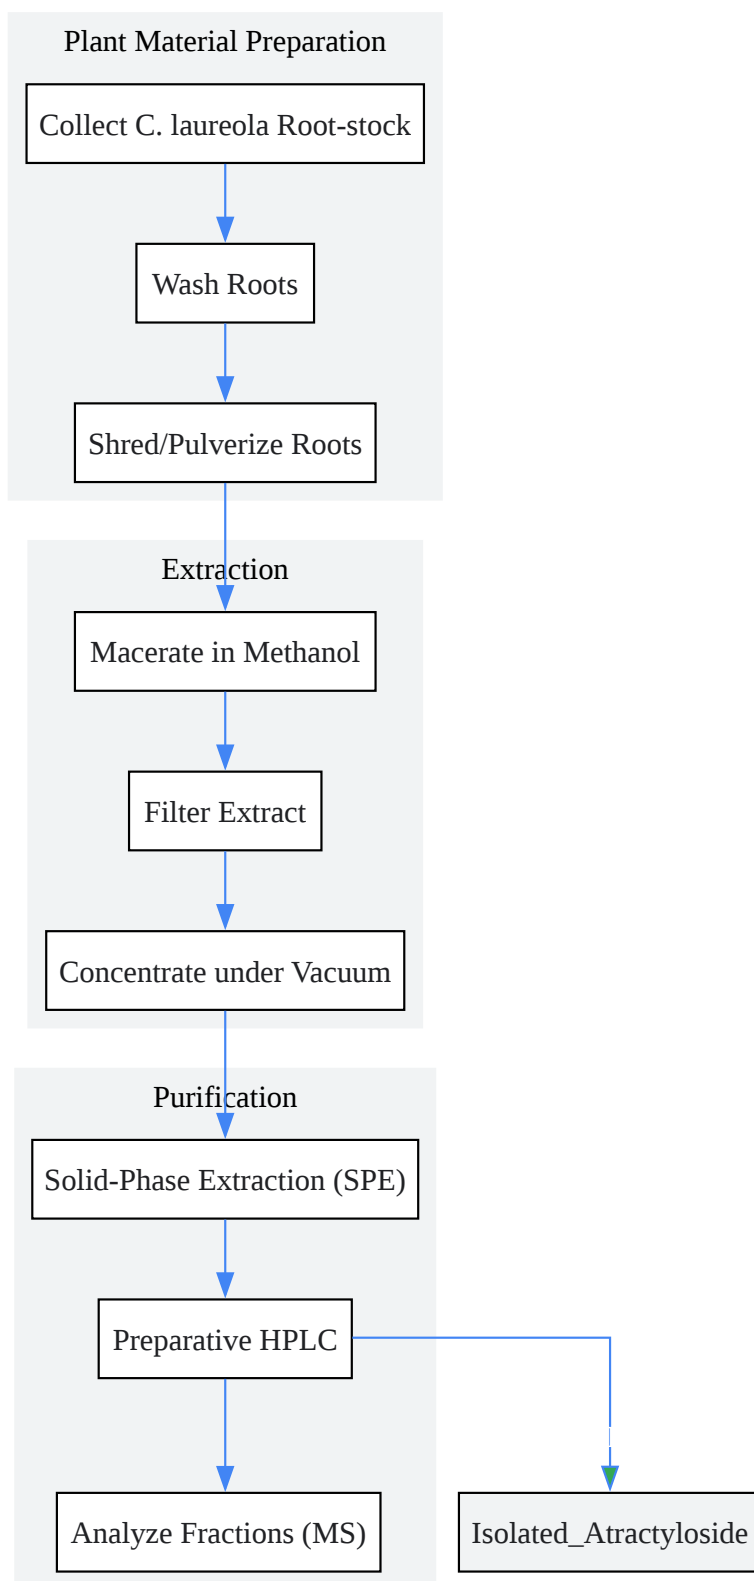 Plant Material Preparation
Collect C. laureola Root-stock
Wash Roots
Shred/Pulverize Roots
Extraction
Macerate in Methanol
Filter Extract
Concentrate under Vacuum
Purification
Solid-Phase Extraction (SPE)
Preparative HPLC
Analyze Fractions (MS)
Isolated_Atractyloside